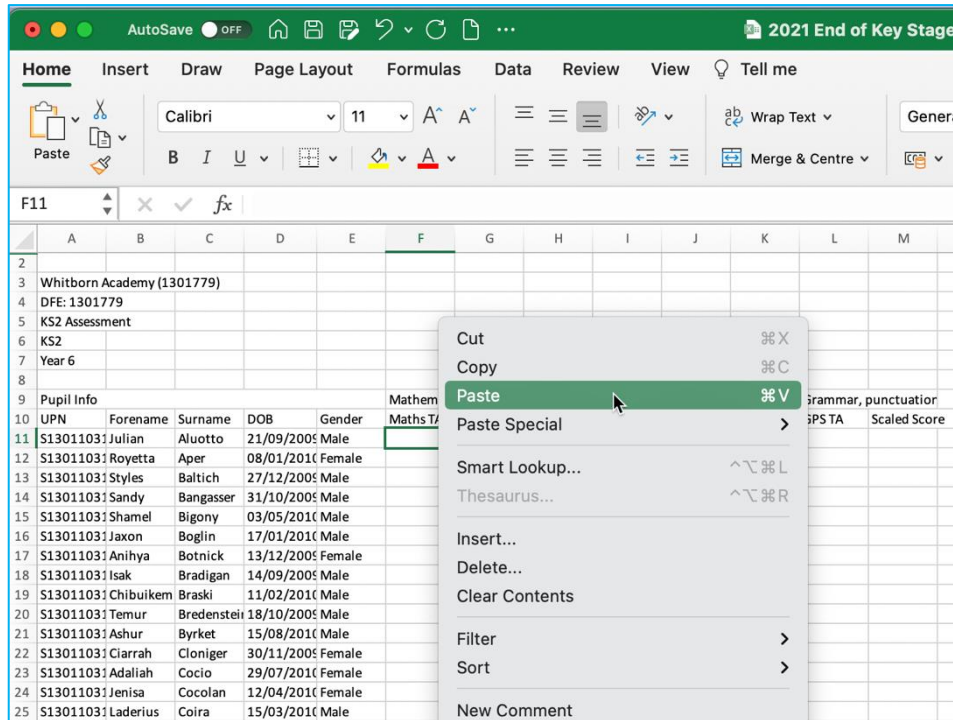 AutoSave OFF ... 2021 End of Key Stage
Home Insert Draw Page Layout Formulas Data Review View Tell me
Calibri 11 A^ A˅ ab Wrap Text Genera
Paste B I U A Merge & Centre
F11 fx
A B C D E F G H I J K L M
2
3 Whitborn Academy (1301779)
4 DFE: 1301779
5 KS2 Assessment
6 KS2
7 Year 6
8
9 Pupil Info Mathem Grammar, punctuation
10 UPN Forename Surname DOB Gender Maths TA GPS TA Scaled Score
11 S13011031 Julian Aluotto 21/09/2009 Male
12 S13011031 Royetta Aper 08/01/2010 Female
13 S13011031 Styles Baltich 27/12/2009 Male
14 S13011031 Sandy Bangasser 31/10/2009 Male
15 S13011031 Shamel Bigony 03/05/2010 Male
16 S13011031 Jaxon Boglin 17/01/2010 Male
17 S13011031 Anihya Botnick 13/12/2009 Female
18 S13011031 Isak Bradigan 14/09/2009 Male
19 S13011031 Chibuikem Braski 11/02/2010 Male
20 S13011031 Temur Bredenstei 18/10/2009 Male
21 S13011031 Ashur Byrket 15/08/2010 Male
22 S13011031 Ciarrah Cloniger 30/11/2009 Female
23 S13011031 Adaliah Cocio 29/07/2010 Female
24 S13011031 Jenisa Cocolan 12/04/2010 Female
25 S13011031 Laderius Coira 15/03/2010 Male
Cut ⌘X
Copy ⌘C
Paste ⌘V
Paste Special
Smart Lookup... ^⌥⌘L
Thesaurus... ^⌥⌘R
Insert...
Delete...
Clear Contents
Filter
Sort
New Comment